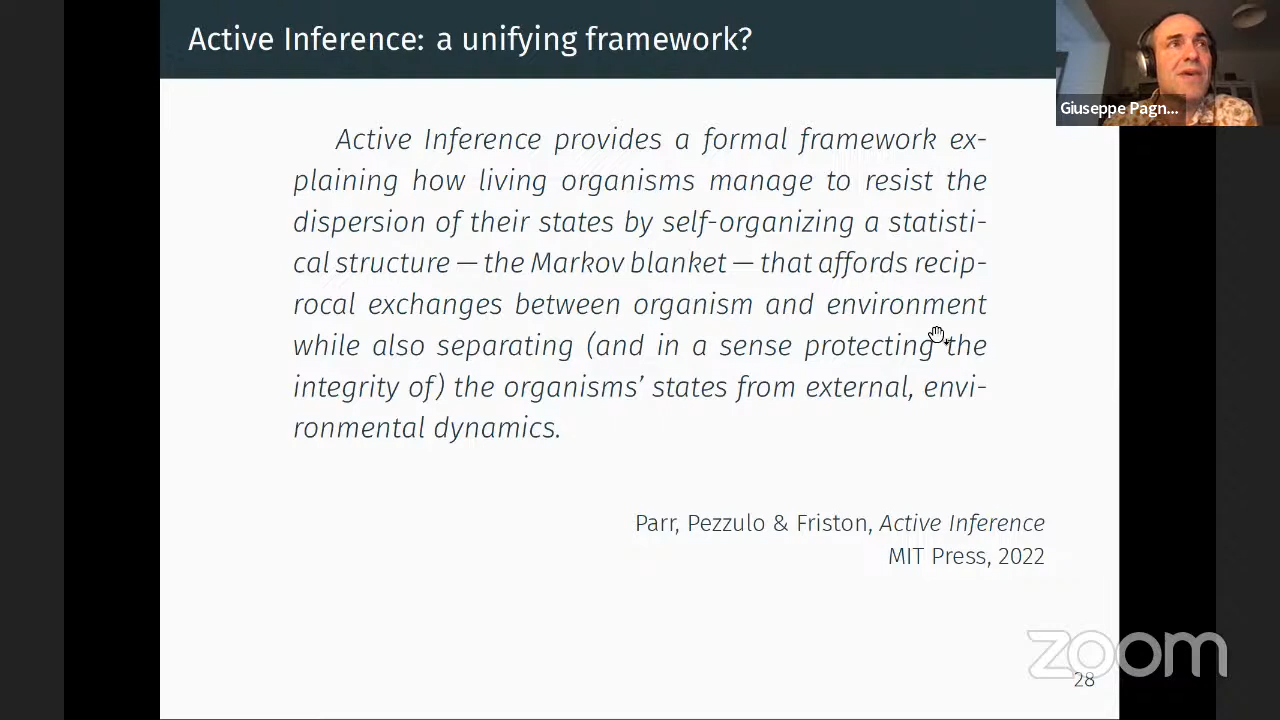 Active Inference: a unifying framework?
Giuseppe Pagn...
Active Inference provides a formal framework ex-
plaining how living organisms manage to resist the
dispersion of their states by self-organizing a statisti-
cal structure — the Markov blanket — that affords recip-
rocal exchanges between organism and environment
while also separating (and in a sense protecting the
integrity of) the organisms’ states from external, envi-
ronmental dynamics.
Parr, Pezzulo & Friston, Active Inference
MIT Press, 2022
zoom
28